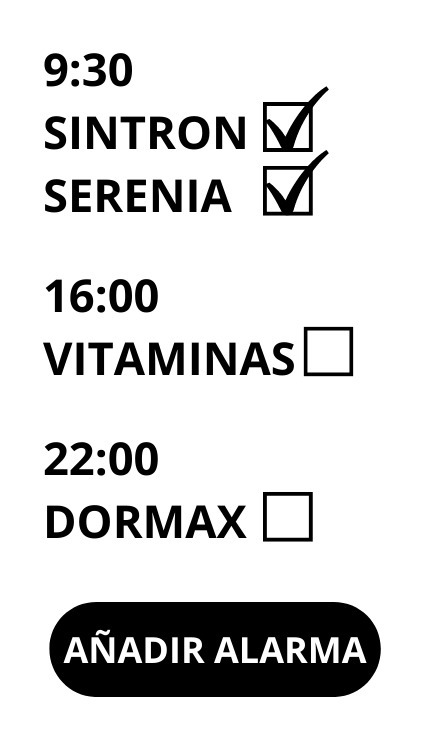 9:30
SINTRON
SERENIA
16:00
VITAMINAS
22:00
DORMAX
AÑADIR ALARMA